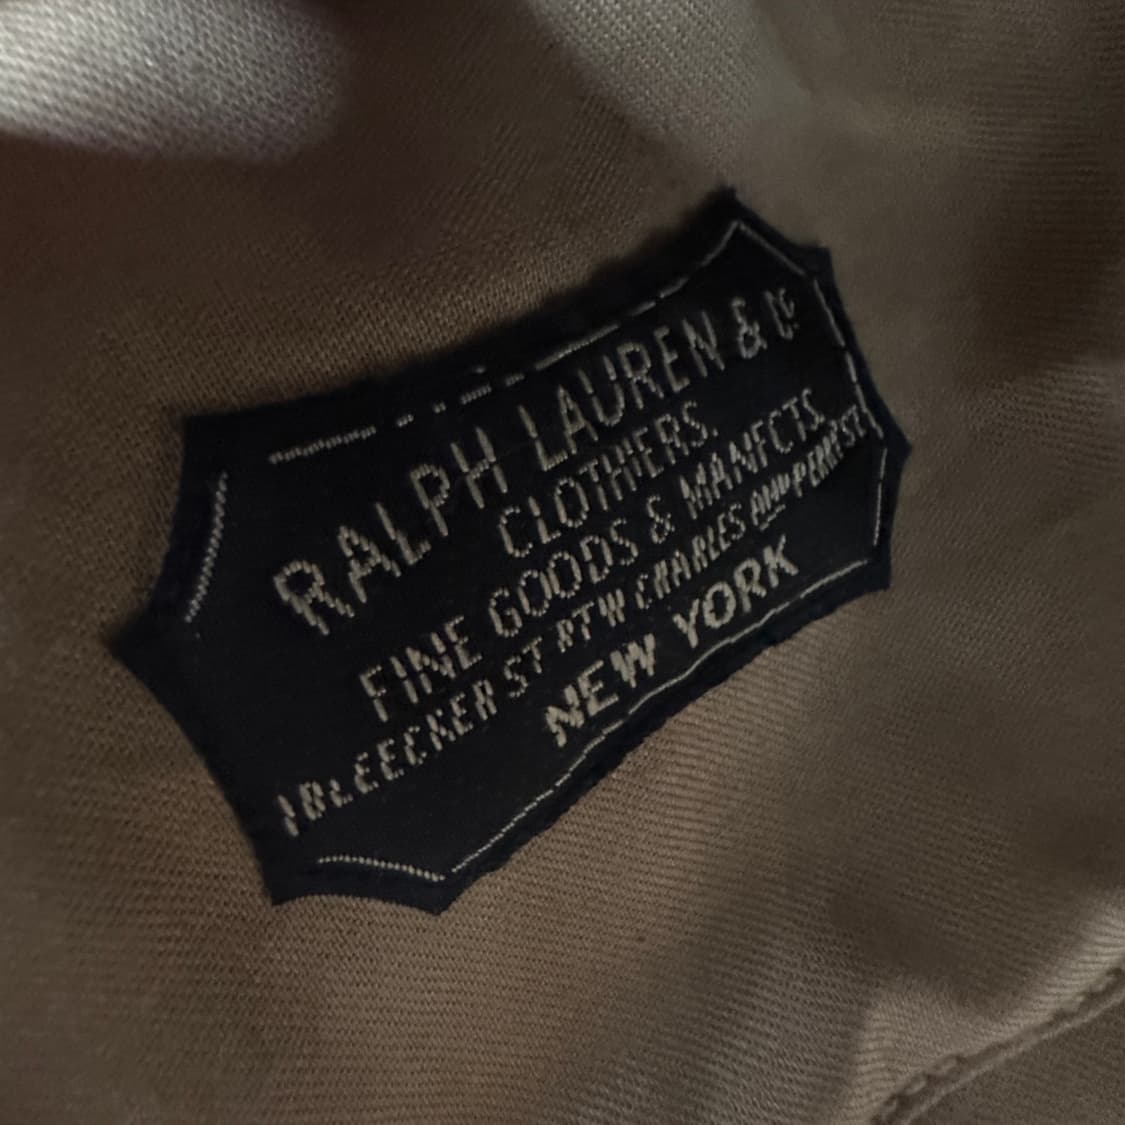 RALPH LAUREN & Co
CLOTHIERS.
FINE GOODS & MANFCTS.
BLEECKER ST BTW CHARLES AND PERRY ST
NEW YORK